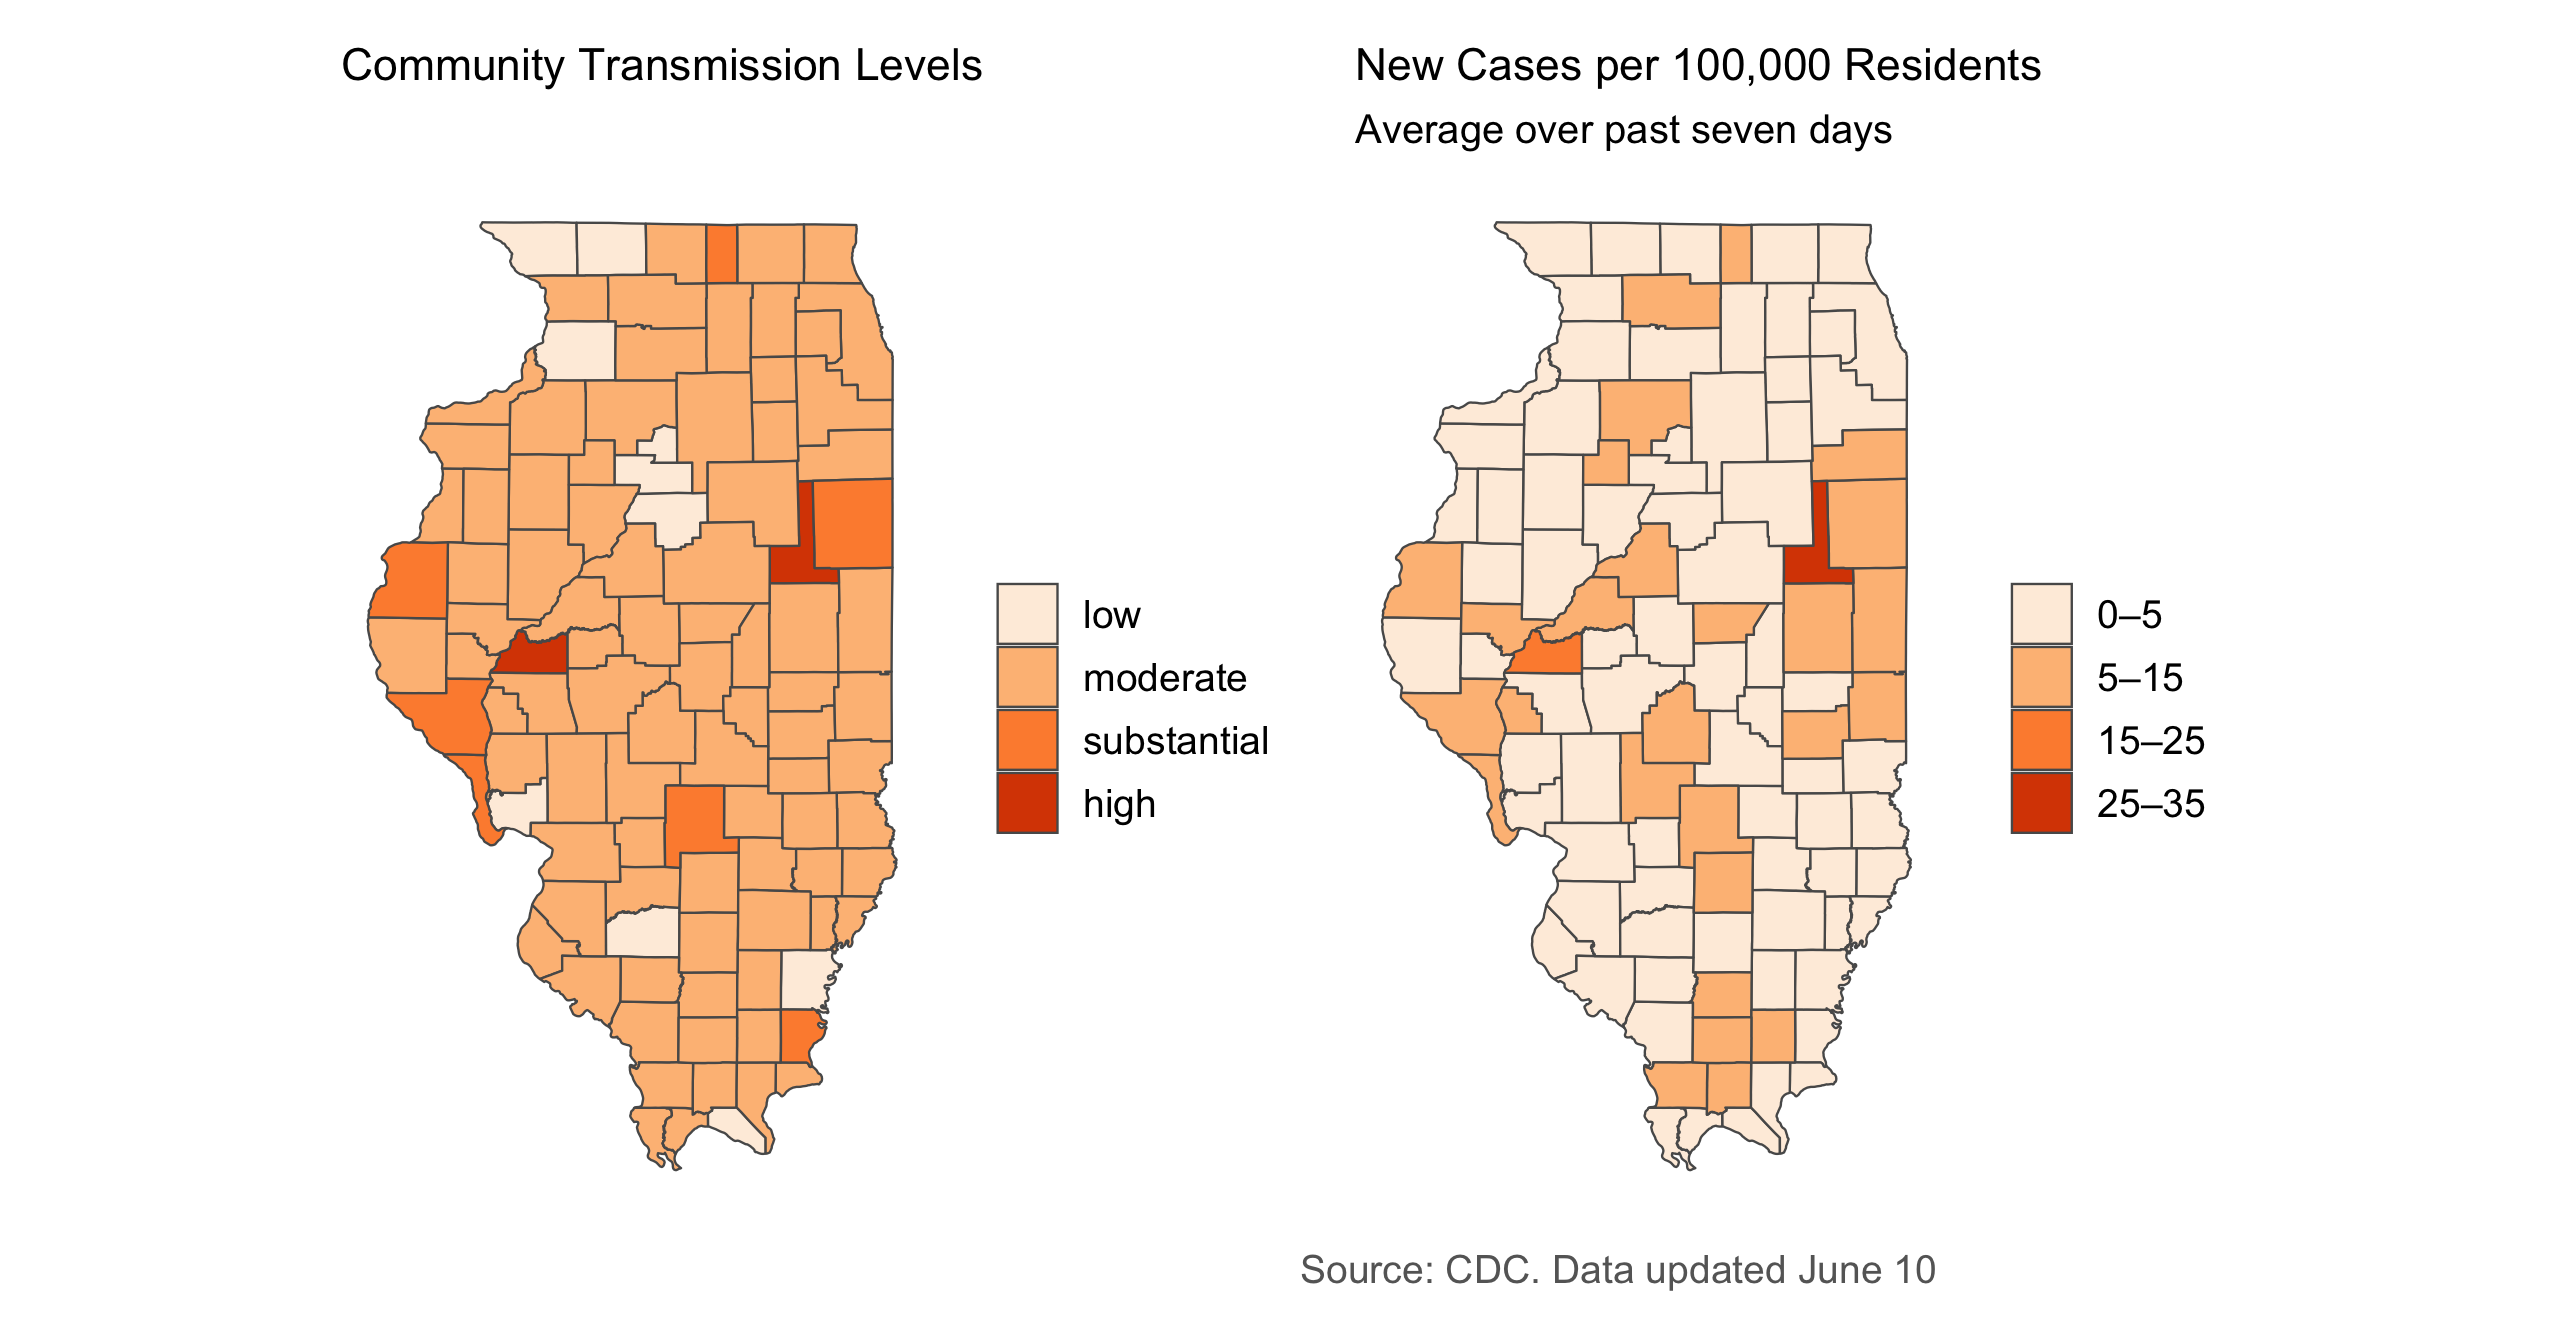 Community Transmission Levels
low
moderate
substantial
high
New Cases per 100,000 Residents
Average over past seven days
0–5
5–15
15–25
25–35
Source: CDC. Data updated June 10